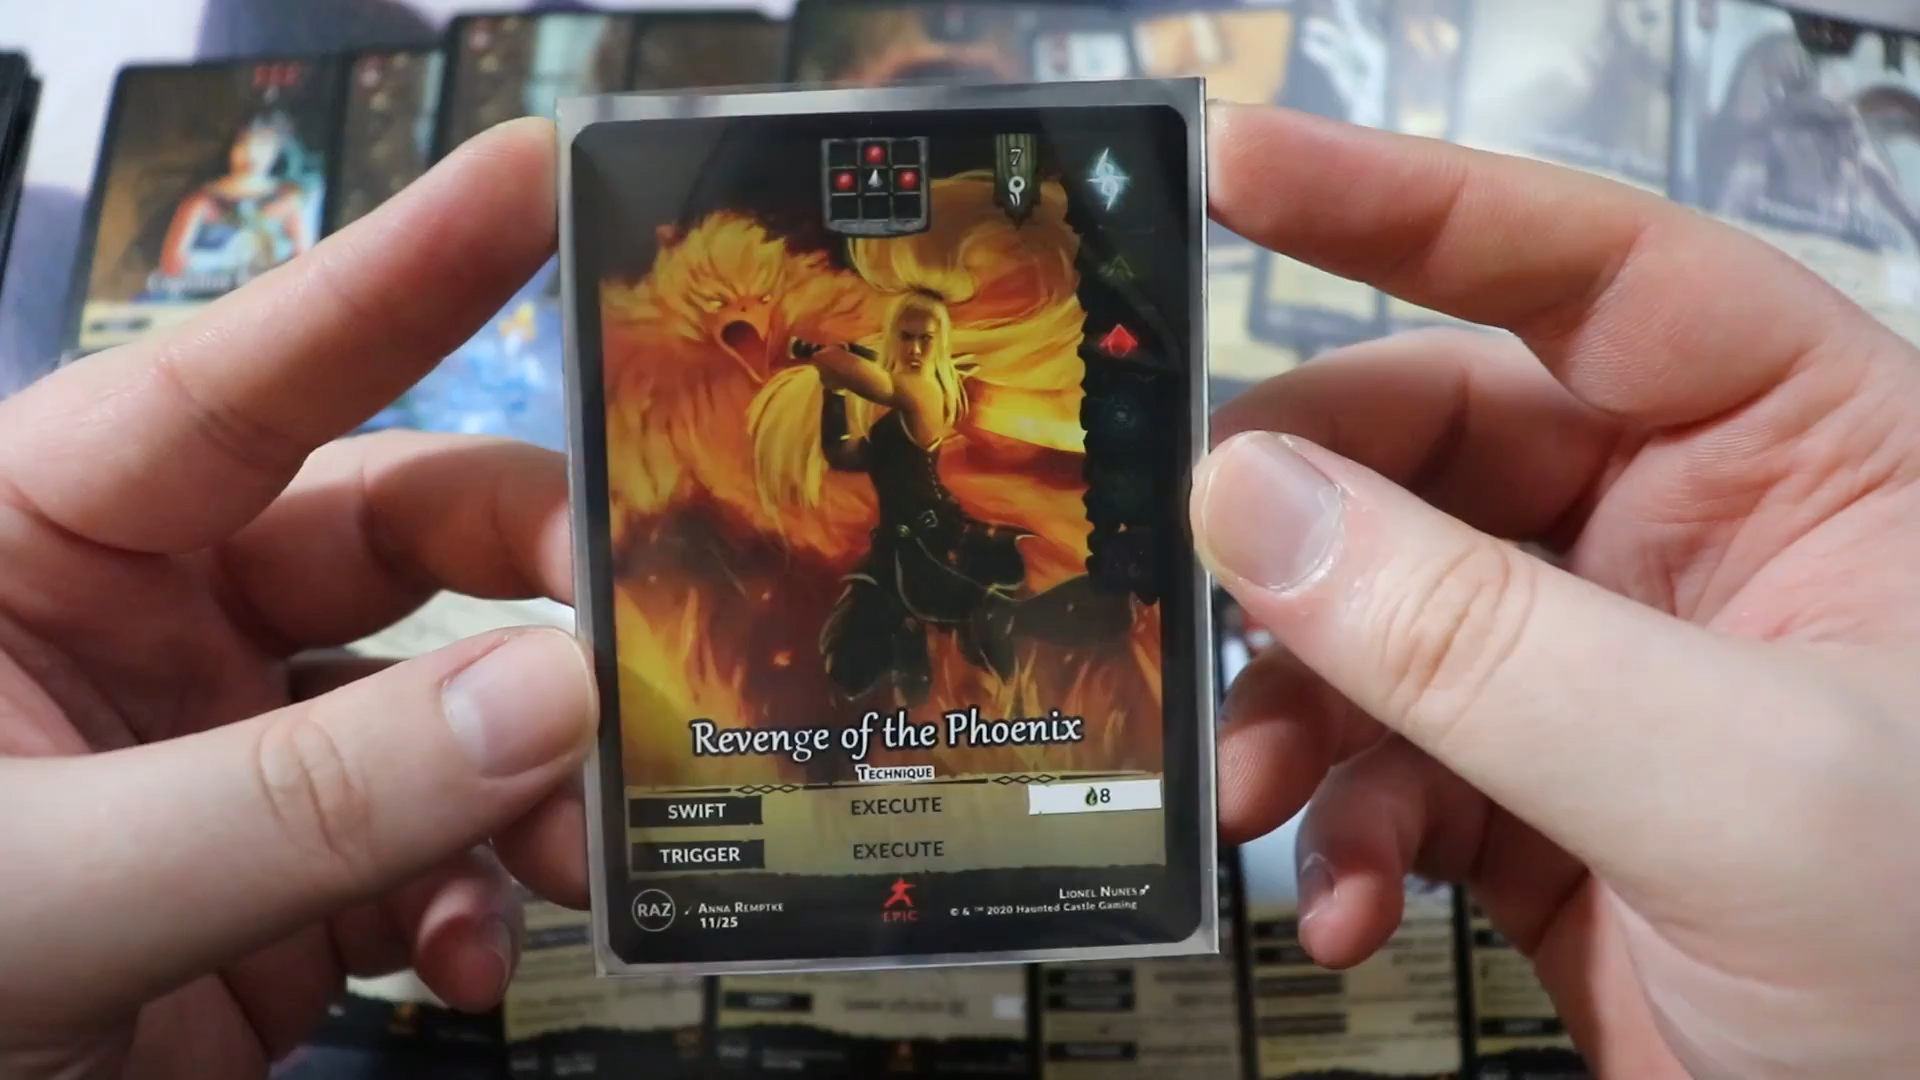 7
Revenge of the Phoenix
TECHNIQUE
SWIFT EXECUTE 8
TRIGGER EXECUTE
RAZ ANNA REMPTKE
11/25
EPIC
LIONEL NUNES
© & ™ 2020 Haunted Castle Gaming